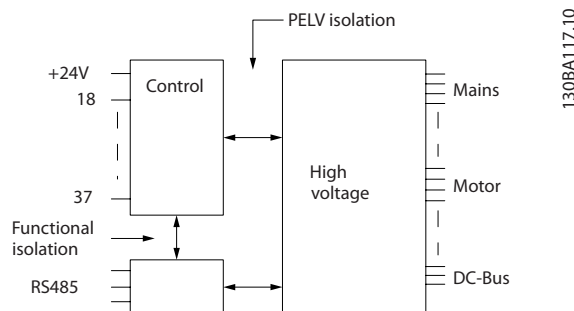 PELV isolation
130BA117.10
+24V
Control
Mains
18
High
voltage
37
Motor
Functional
isolation
RS485
DC-Bus